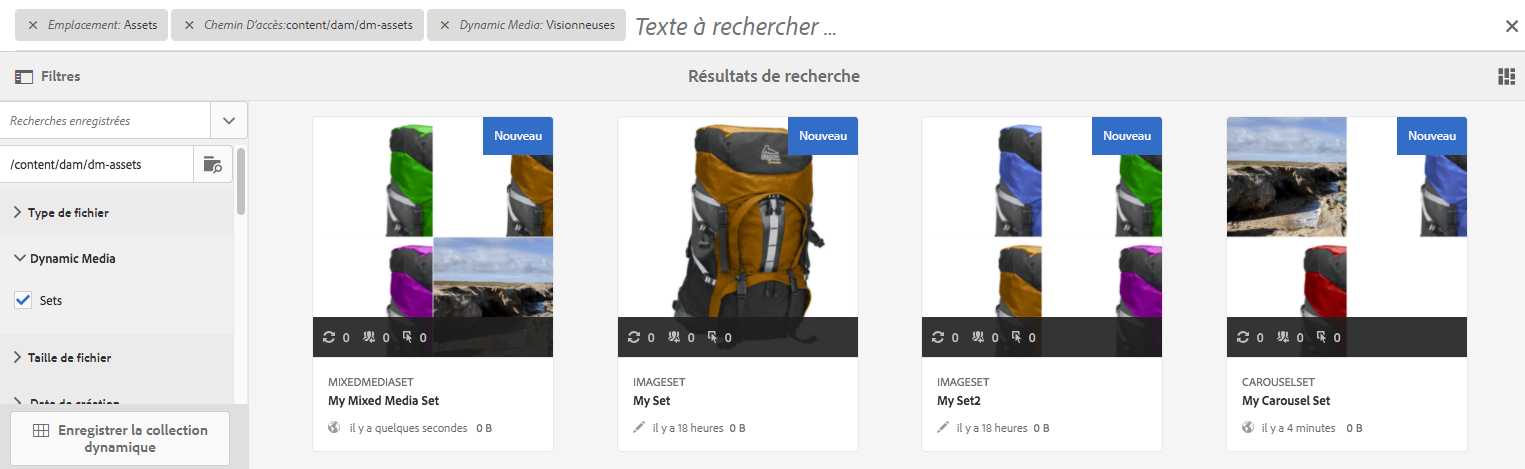 ✕ Emplacement: Assets ✕ Chemin D'accès:content/dam/dm-assets ✕ Dynamic Media: Visionneuses Texte à rechercher ... ✕
Filtres
Résultats de recherche
Recherches enregistrées
/content/dam/dm-assets
Type de fichier
Dynamic Media
Sets
Taille de fichier
Date de création
Enregistrer la collection
dynamique
Nouveau
0 0 0
MIXEDMEDIASET
My Mixed Media Set
il y a quelques secondes 0 B
Nouveau
0 0 0
IMAGESET
My Set
il y a 18 heures 0 B
Nouveau
0 0 0
IMAGESET
My Set2
il y a 18 heures 0 B
Nouveau
0 0 0
CAROUSELSET
My Carousel Set
il y a 4 minutes 0 B